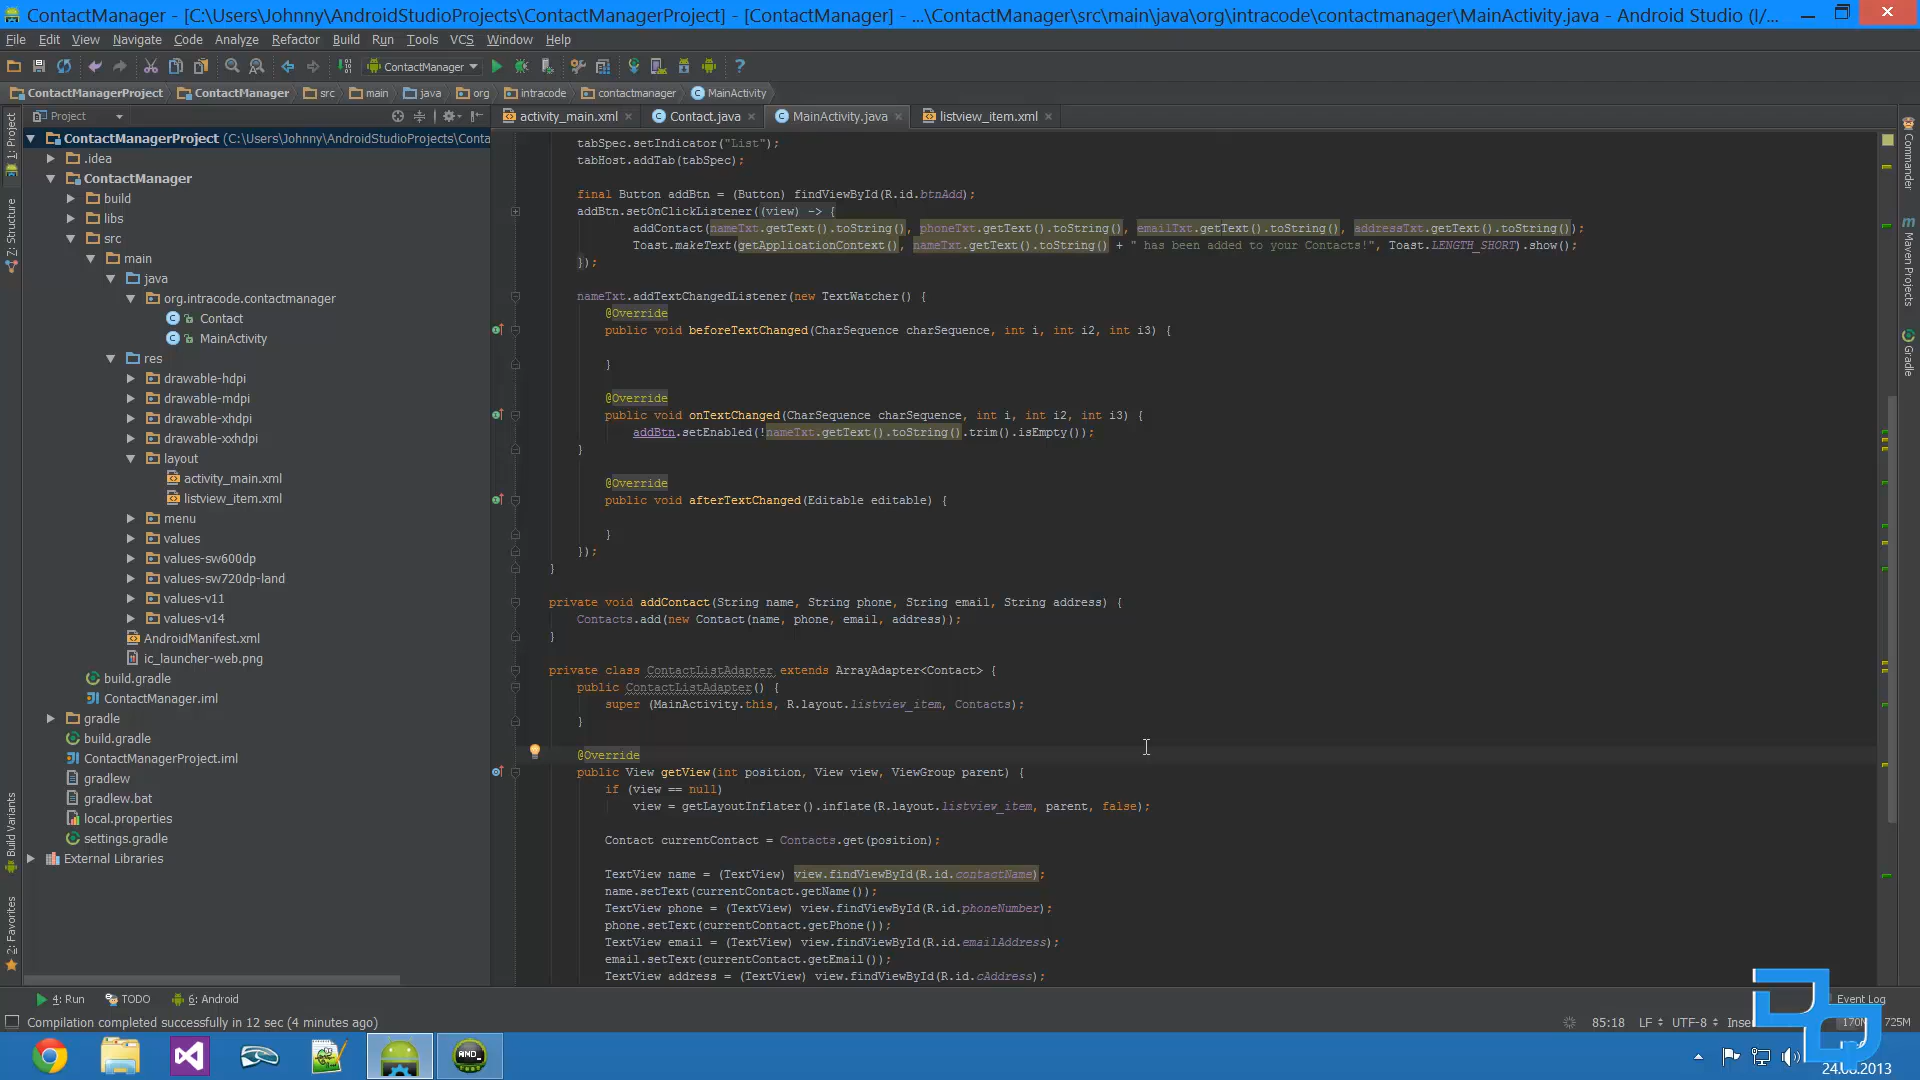 ContactManager - [C:\Users\Johnny\AndroidStudioProjects\ContactManagerProject] - [ContactManager] - ...\ContactManager\src\main\java\org\intracode\contactmanager\MainActivity.java - Android Studio (I/...
File Edit View Navigate Code Analyze Refactor Build Run Tools VCS Window Help
ContactManager
ContactManagerProject ContactManager src main java org intracode contactmanager MainActivity
Project
activity_main.xml Contact.java MainActivity.java listview_item.xml
1: Project
Z: Structure
Build Variants
2: Favorites
ContactManagerProject (C:\Users\Johnny\AndroidStudioProjects\Conta
.idea
ContactManager
build
libs
src
main
java
org.intracode.contactmanager
Contact
MainActivity
res
drawable-hdpi
drawable-mdpi
drawable-xhdpi
drawable-xxhdpi
layout
activity_main.xml
listview_item.xml
menu
values
values-sw600dp
values-sw720dp-land
values-v11
values-v14
AndroidManifest.xml
ic_launcher-web.png
build.gradle
ContactManager.iml
gradle
build.gradle
ContactManagerProject.iml
gradlew
gradlew.bat
local.properties
settings.gradle
External Libraries
tabSpec.setIndicator("List");
tabHost.addTab(tabSpec);
final Button addBtn = (Button) findViewById(R.id.btnAdd);
addBtn.setOnClickListener((view) -> {
addContact(nameTxt.getText().toString(), phoneTxt.getText().toString(), emailTxt.getText().toString(), addressTxt.getText().toString());
Toast.makeText(getApplicationContext(), nameTxt.getText().toString() + " has been added to your Contacts!", Toast.LENGTH_SHORT).show();
});
nameTxt.addTextChangedListener(new TextWatcher() {
@Override
public void beforeTextChanged(CharSequence charSequence, int i, int i2, int i3) {
}
@Override
public void onTextChanged(CharSequence charSequence, int i, int i2, int i3) {
addBtn.setEnabled(!nameTxt.getText().toString().trim().isEmpty());
}
@Override
public void afterTextChanged(Editable editable) {
}
});
}
private void addContact(String name, String phone, String email, String address) {
Contacts.add(new Contact(name, phone, email, address));
}
private class ContactListAdapter extends ArrayAdapter<Contact> {
public ContactListAdapter() {
super (MainActivity.this, R.layout.listview_item, Contacts);
}
@Override
public View getView(int position, View view, ViewGroup parent) {
if (view == null)
view = getLayoutInflater().inflate(R.layout.listview_item, parent, false);
Contact currentContact = Contacts.get(position);
TextView name = (TextView) view.findViewById(R.id.contactName);
name.setText(currentContact.getName());
TextView phone = (TextView) view.findViewById(R.id.phoneNumber);
phone.setText(currentContact.getPhone());
TextView email = (TextView) view.findViewById(R.id.emailAddress);
email.setText(currentContact.getEmail());
TextView address = (TextView) view.findViewById(R.id.cAddress);
Commander
Maven Projects
Gradle
4: Run TODO 6: Android Event Log
Compilation completed successfully in 12 sec (4 minutes ago) 85:18 LF UTF-8 Inse 170M 725M
AMD
24.08.2013